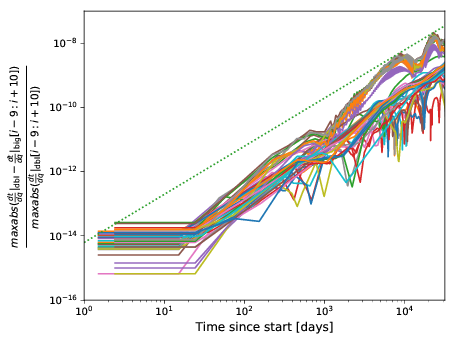 maxabs(dt/dq|dbl − dt/dq|big[i − 9 : i + 10])
maxabs(dt/dq|dbl[i − 9 : i + 10])
10⁻⁸
10⁻¹⁰
10⁻¹²
10⁻¹⁴
10⁻¹⁶
10⁰ 10¹ 10² 10³ 10⁴
Time since start [days]